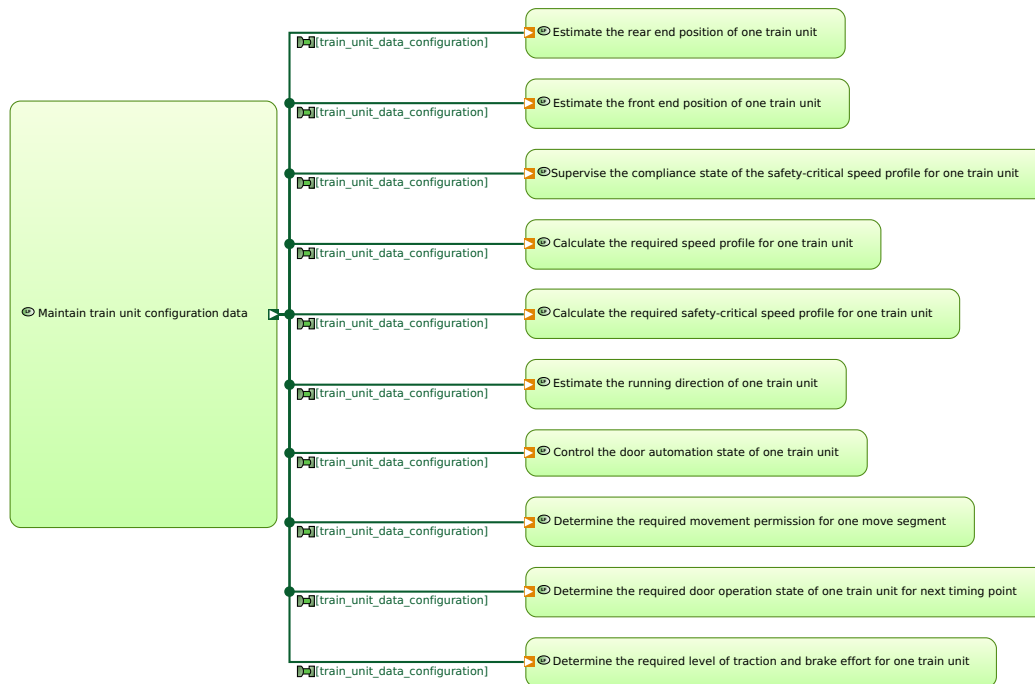 Estimate the rear end position of one train unit
[train_unit_data_configuration]
Estimate the front end position of one train unit
[train_unit_data_configuration]
Supervise the compliance state of the safety-critical speed profile for one train unit
[train_unit_data_configuration]
Calculate the required speed profile for one train unit
[train_unit_data_configuration]
Maintain train unit configuration data
Calculate the required safety-critical speed profile for one train unit
[train_unit_data_configuration]
Estimate the running direction of one train unit
[train_unit_data_configuration]
Control the door automation state of one train unit
[train_unit_data_configuration]
Determine the required movement permission for one move segment
[train_unit_data_configuration]
Determine the required door operation state of one train unit for next timing point
[train_unit_data_configuration]
Determine the required level of traction and brake effort for one train unit
[train_unit_data_configuration]